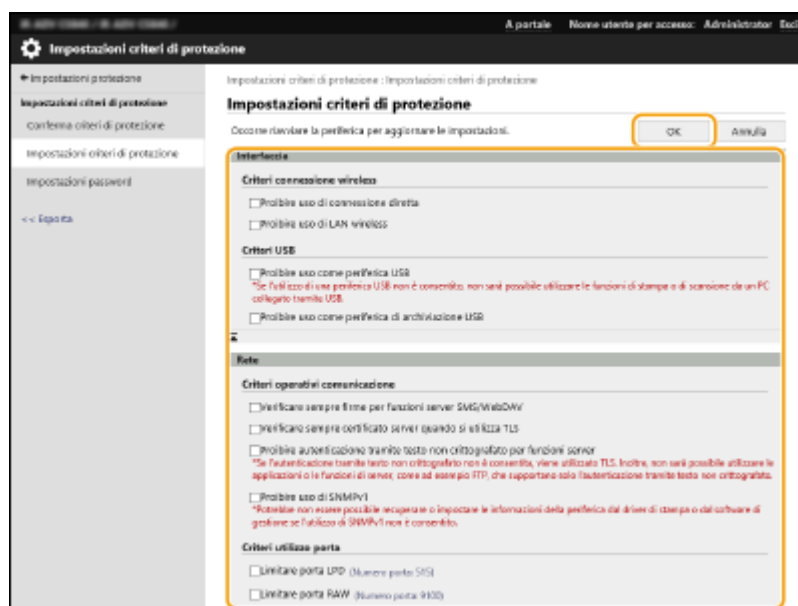 A portale Nome utente per accesso: Administrator Esci
Impostazioni criteri di protezione
Impostazioni protezione
Impostazioni criteri di protezione : Impostazioni criteri di protezione
Impostazioni criteri di protezione
Conferma criteri di protezione
Impostazioni criteri di protezione
Impostazioni password
<< Esporta
Impostazioni criteri di protezione
Occorre riavviare la periferica per aggiornare le impostazioni.
OK
Annulla
Interfaccia
Criteri connessione wireless
Proibire uso di connessione diretta
Proibire uso di LAN wireless
Criteri USB
Proibire uso come periferica USB
*Se l'utilizzo di una periferica USB non è consentito, non sarà possibile utilizzare le funzioni di stampa o di scansione da un PC
collegato tramite USB.
Proibire uso come periferica di archiviazione USB
Rete
Criteri operativi comunicazione
Verificare sempre firme per funzioni server SMS/WebDAV
Verificare sempre certificato server quando si utilizza TLS
Proibire autenticazione tramite testo non crittografato per funzioni server
*Se l'autenticazione tramite testo non crittografato non è consentita, viene utilizzato TLS. Inoltre, non sarà possibile utilizzare le
applicazioni o le funzioni di server, come ad esempio FTP, che supportano solo l'autenticazione tramite testo non crittografato.
Proibire uso di SNMPv1
*Potrebbe non essere possibile recuperare o impostare le informazioni della periferica dal driver di stampa o dal software di
gestione se l'utilizzo di SNMPv1 non è consentito.
Criteri utilizzo porta
Limitare porta LPD (Numero porta: 515)
Limitare porta RAW (Numero porta: 9100)